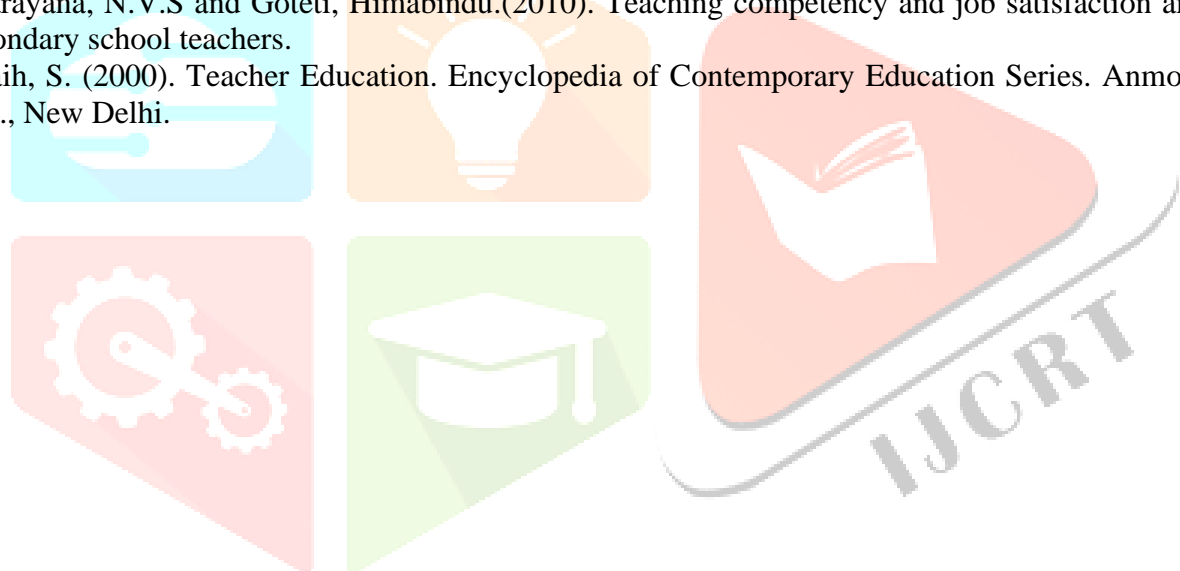 rayana, N.V.S and Goteti, Himabindu.(2010). Teaching competency and job satisfaction a
ondary school teachers.
aih, S. (2000). Teacher Education. Encyclopedia of Contemporary Education Series. Anmo
., New Delhi.
IJCRT